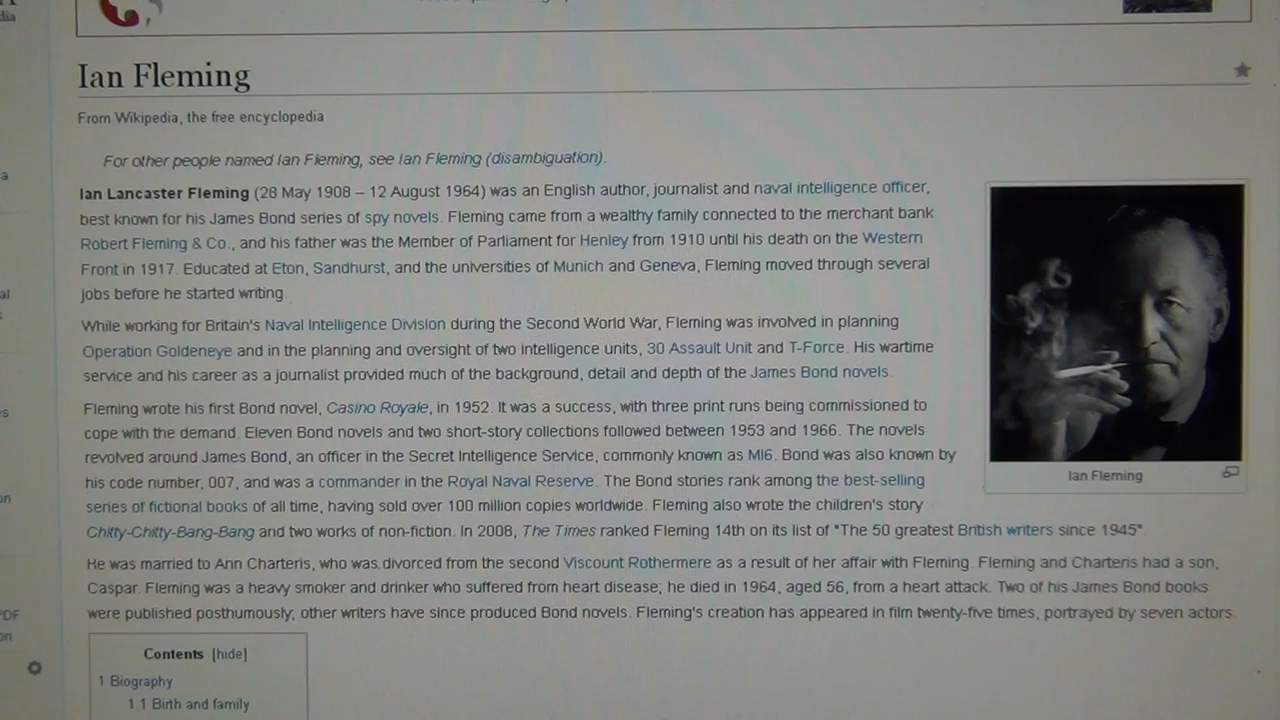 dia
Ian Fleming
From Wikipedia, the free encyclopedia
For other people named Ian Fleming, see Ian Fleming (disambiguation).
a
Ian Lancaster Fleming (28 May 1908 – 12 August 1964) was an English author, journalist and naval intelligence officer,
best known for his James Bond series of spy novels. Fleming came from a wealthy family connected to the merchant bank
Robert Fleming & Co., and his father was the Member of Parliament for Henley from 1910 until his death on the Western
Front in 1917. Educated at Eton, Sandhurst, and the universities of Munich and Geneva, Fleming moved through several
jobs before he started writing.
al
s
While working for Britain's Naval Intelligence Division during the Second World War, Fleming was involved in planning
Operation Goldeneye and in the planning and oversight of two intelligence units, 30 Assault Unit and T-Force. His wartime
service and his career as a journalist provided much of the background, detail and depth of the James Bond novels.
Fleming wrote his first Bond novel, Casino Royale, in 1952. It was a success, with three print runs being commissioned to
cope with the demand. Eleven Bond novels and two short-story collections followed between 1953 and 1966. The novels
revolved around James Bond, an officer in the Secret Intelligence Service, commonly known as MI6. Bond was also known by
his code number, 007, and was a commander in the Royal Naval Reserve. The Bond stories rank among the best-selling
series of fictional books of all time, having sold over 100 million copies worldwide. Fleming also wrote the children's story
Chitty-Chitty-Bang-Bang and two works of non-fiction. In 2008, The Times ranked Fleming 14th on its list of "The 50 greatest British writers since 1945".
Ian Fleming
s
on
He was married to Ann Charteris, who was divorced from the second Viscount Rothermere as a result of her affair with Fleming. Fleming and Charteris had a son,
Caspar. Fleming was a heavy smoker and drinker who suffered from heart disease; he died in 1964, aged 56, from a heart attack. Two of his James Bond books
were published posthumously; other writers have since produced Bond novels. Fleming's creation has appeared in film twenty-five times, portrayed by seven actors.
PDF
on
Contents [hide]
1 Biography
1.1 Birth and family